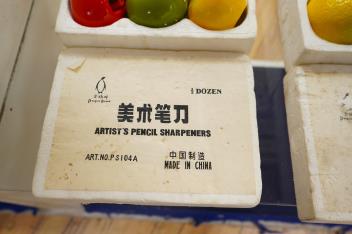 ½ DOZEN
美术笔刀
ARTIST'S PENCIL SHARPENERS
ART.NO.PS104A
中国制造
MADE IN CHINA